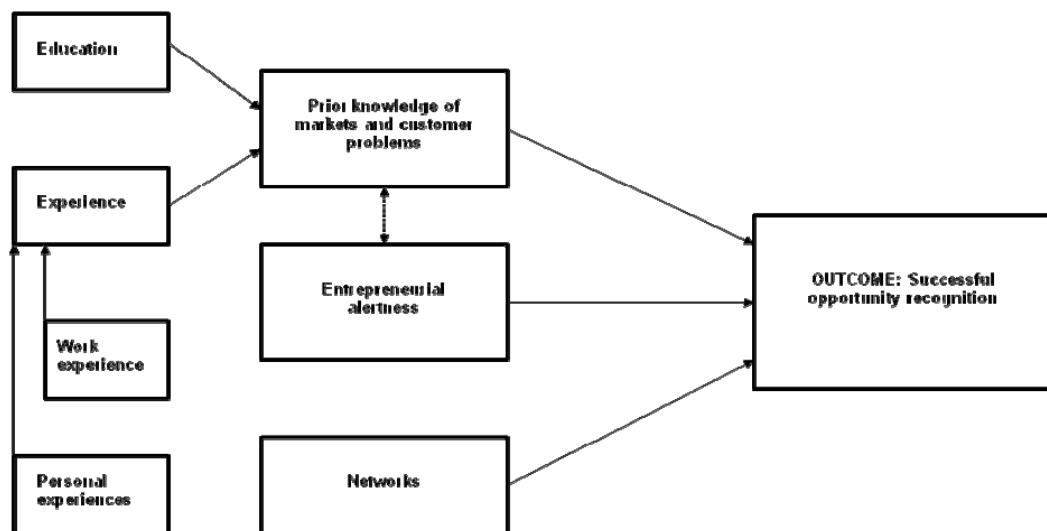 Education
Prior knowledge of
markets and customer
problems
Experience
Entrepreneurial
alertness
OUTCOME: Successful
opportunity recognition
Work
experience
Personal
experiences
Networks